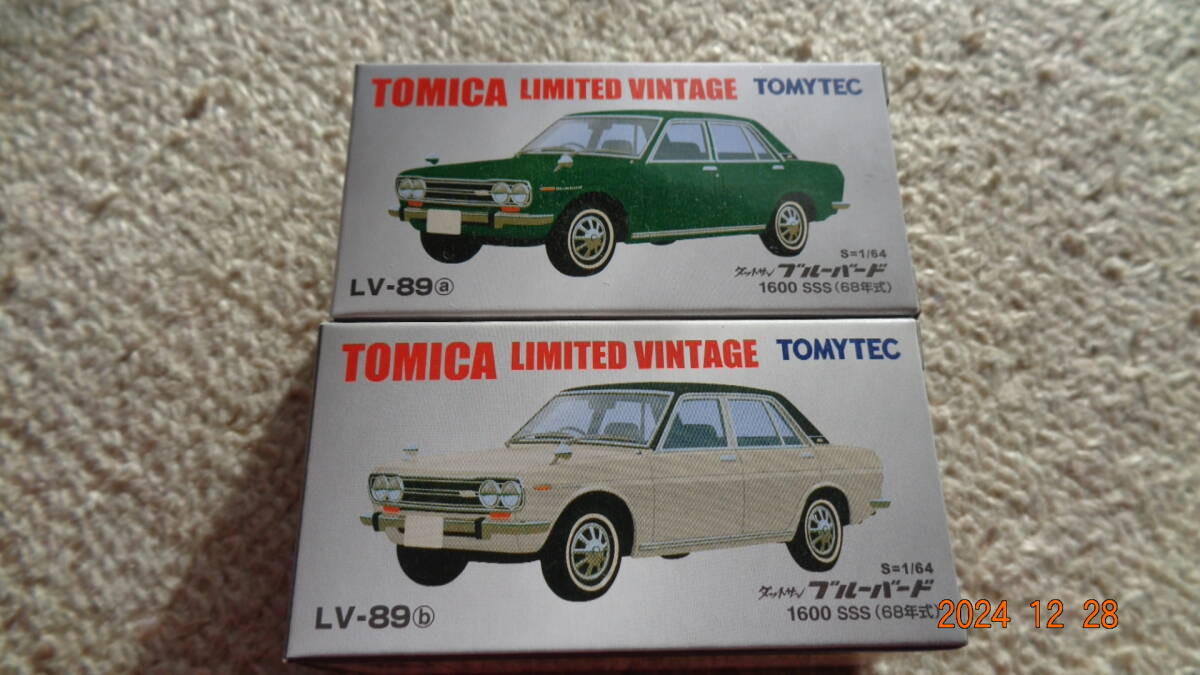 TOMICA LIMITED VINTAGE TOMYTEC
S=1/64
ダットサン ブルーバード
LV-89ⓐ 1600 SSS (68年式)
TOMICA LIMITED VINTAGE TOMYTEC
S=1/64
ダットサン ブルーバード
LV-89ⓑ 1600 SSS (68年式)
2024 12 28